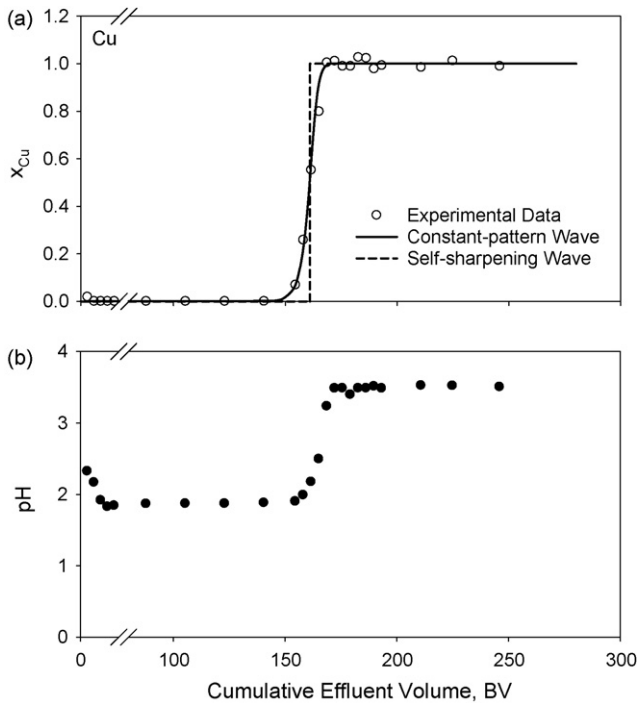 (a)
Cu
1.2
1.0
0.8
0.6
0.4
0.2
0.0
xCu
Experimental Data
Constant-pattern Wave
Self-sharpening Wave
(b)
4
3
2
1
0
pH
0 100 150 200 250 300
Cumulative Effluent Volume, BV